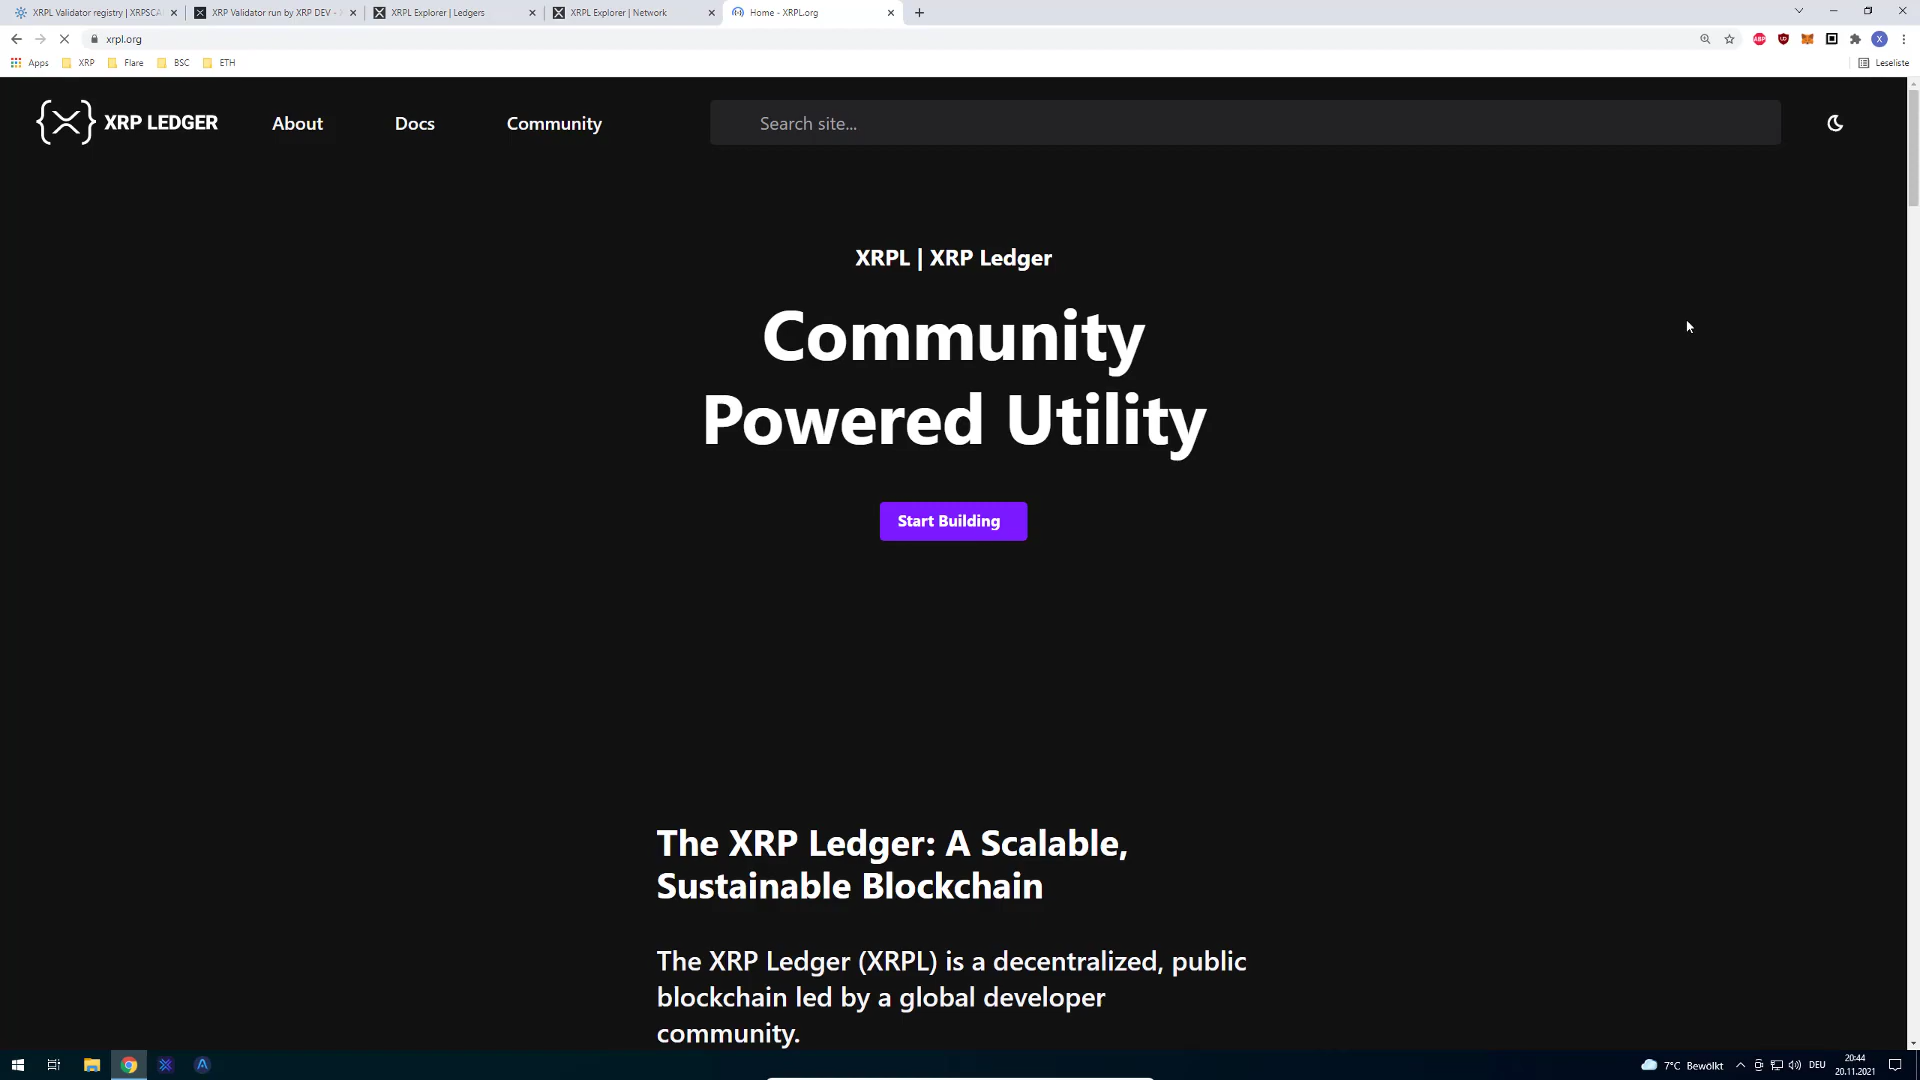 XRPL Validator registry | XRPSCA
XRP Validator run by XRP DEV -
XRPL Explorer | Ledgers
XRPL Explorer | Network
Home - XRPL.org
xrpl.org
Apps
XRP
Flare
BSC
ETH
Leseliste
XRP LEDGER
About
Docs
Community
Search site...
XRPL | XRP Ledger
Community
Powered Utility
Start Building
The XRP Ledger: A Scalable,
Sustainable Blockchain
The XRP Ledger (XRPL) is a decentralized, public
blockchain led by a global developer
community.
7°C Bewölkt
DEU
20:44
20.11.2021